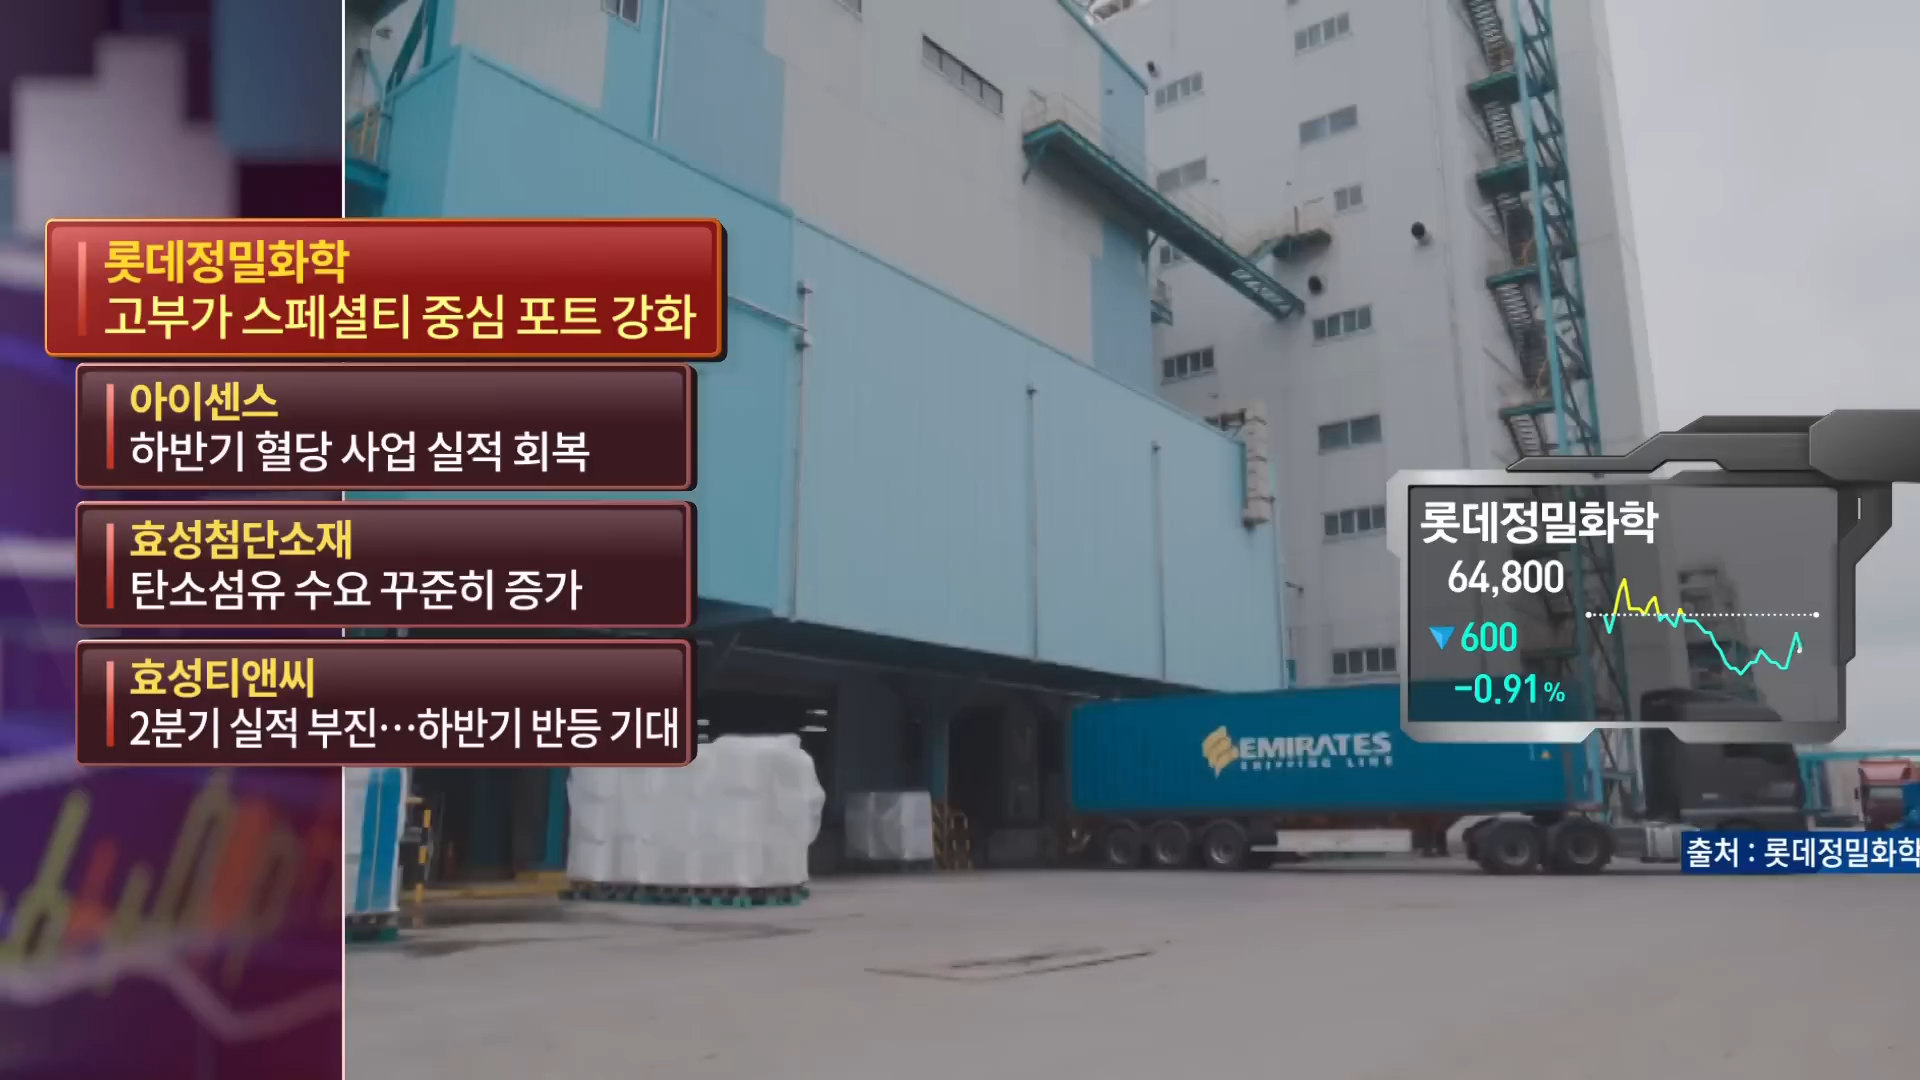 롯데정밀화학
고부가 스페셜티 중심 포트 강화
아이센스
하반기 혈당 사업 실적 회복
효성첨단소재
탄소섬유 수요 꾸준히 증가
효성티앤씨
2분기 실적 부진…하반기 반등 기대
롯데정밀화학
64,800
▼600
-0.91%
EMIRATES
SHIPPING LINE
출처 : 롯데정밀화학